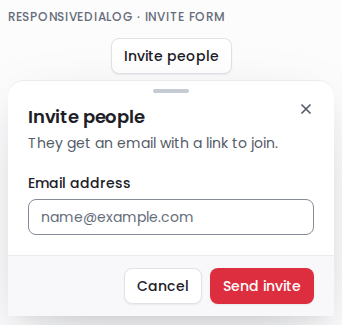 RESPONSIVEDIALOG · INVITE FORM
Invite people
Invite people
They get an email with a link to join.
Email address
name@example.com
Cancel
Send invite